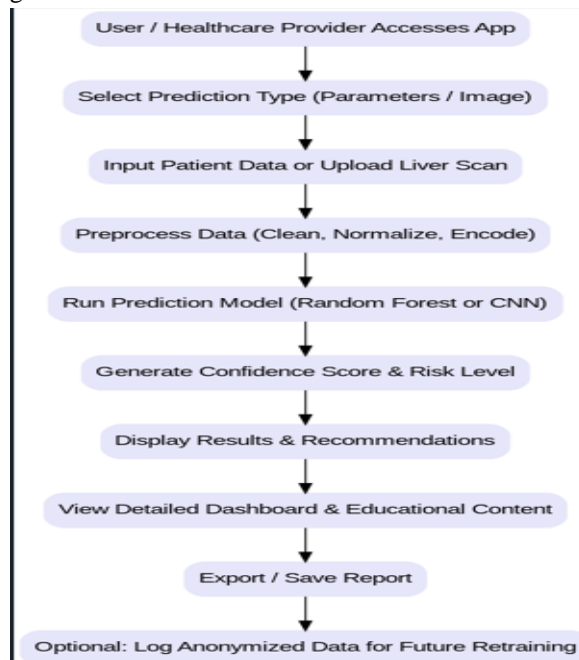 User / Healthcare Provider Accesses App
Select Prediction Type (Parameters / Image)
Input Patient Data or Upload Liver Scan
Preprocess Data (Clean, Normalize, Encode)
Run Prediction Model (Random Forest or CNN)
Generate Confidence Score & Risk Level
Display Results & Recommendations
View Detailed Dashboard & Educational Content
Export / Save Report
Optional: Log Anonymized Data for Future Retraining